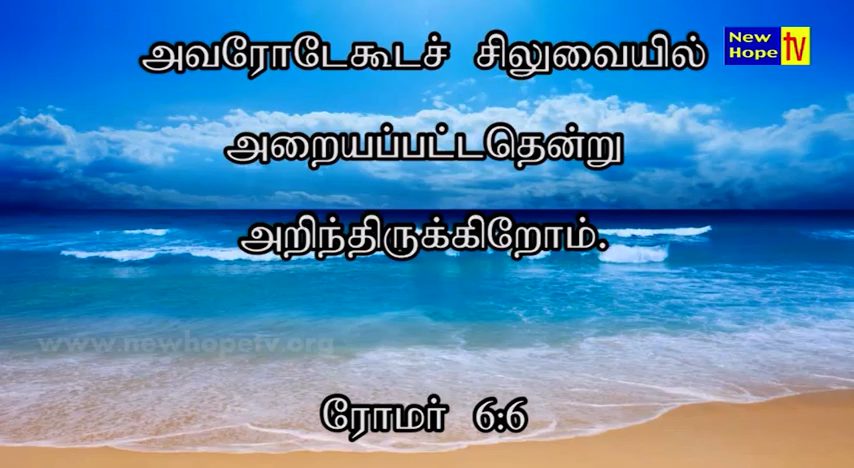 அவரோடேகூடச் சிலுவையில்
New Hope tv
அறையப்பட்டதென்று
அறிந்திருக்கிறோம்.
www.newhopetv.org
ரோமர் 6:6